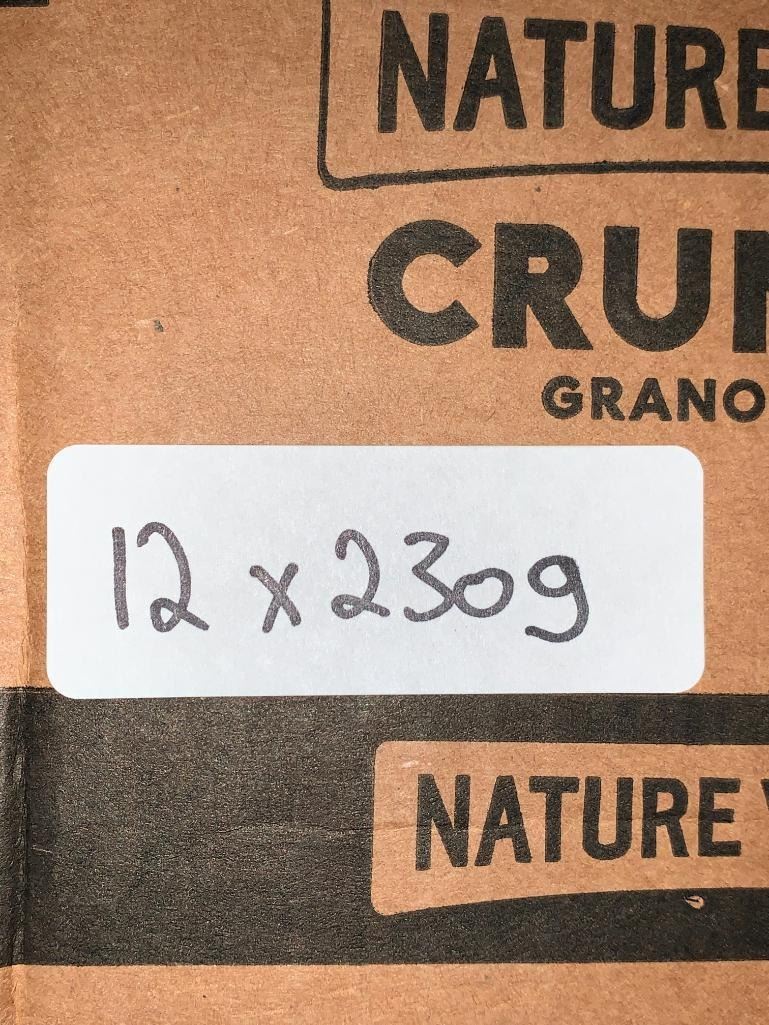 NATURE
CRUN
GRANO
12 x 230g
NATURE V